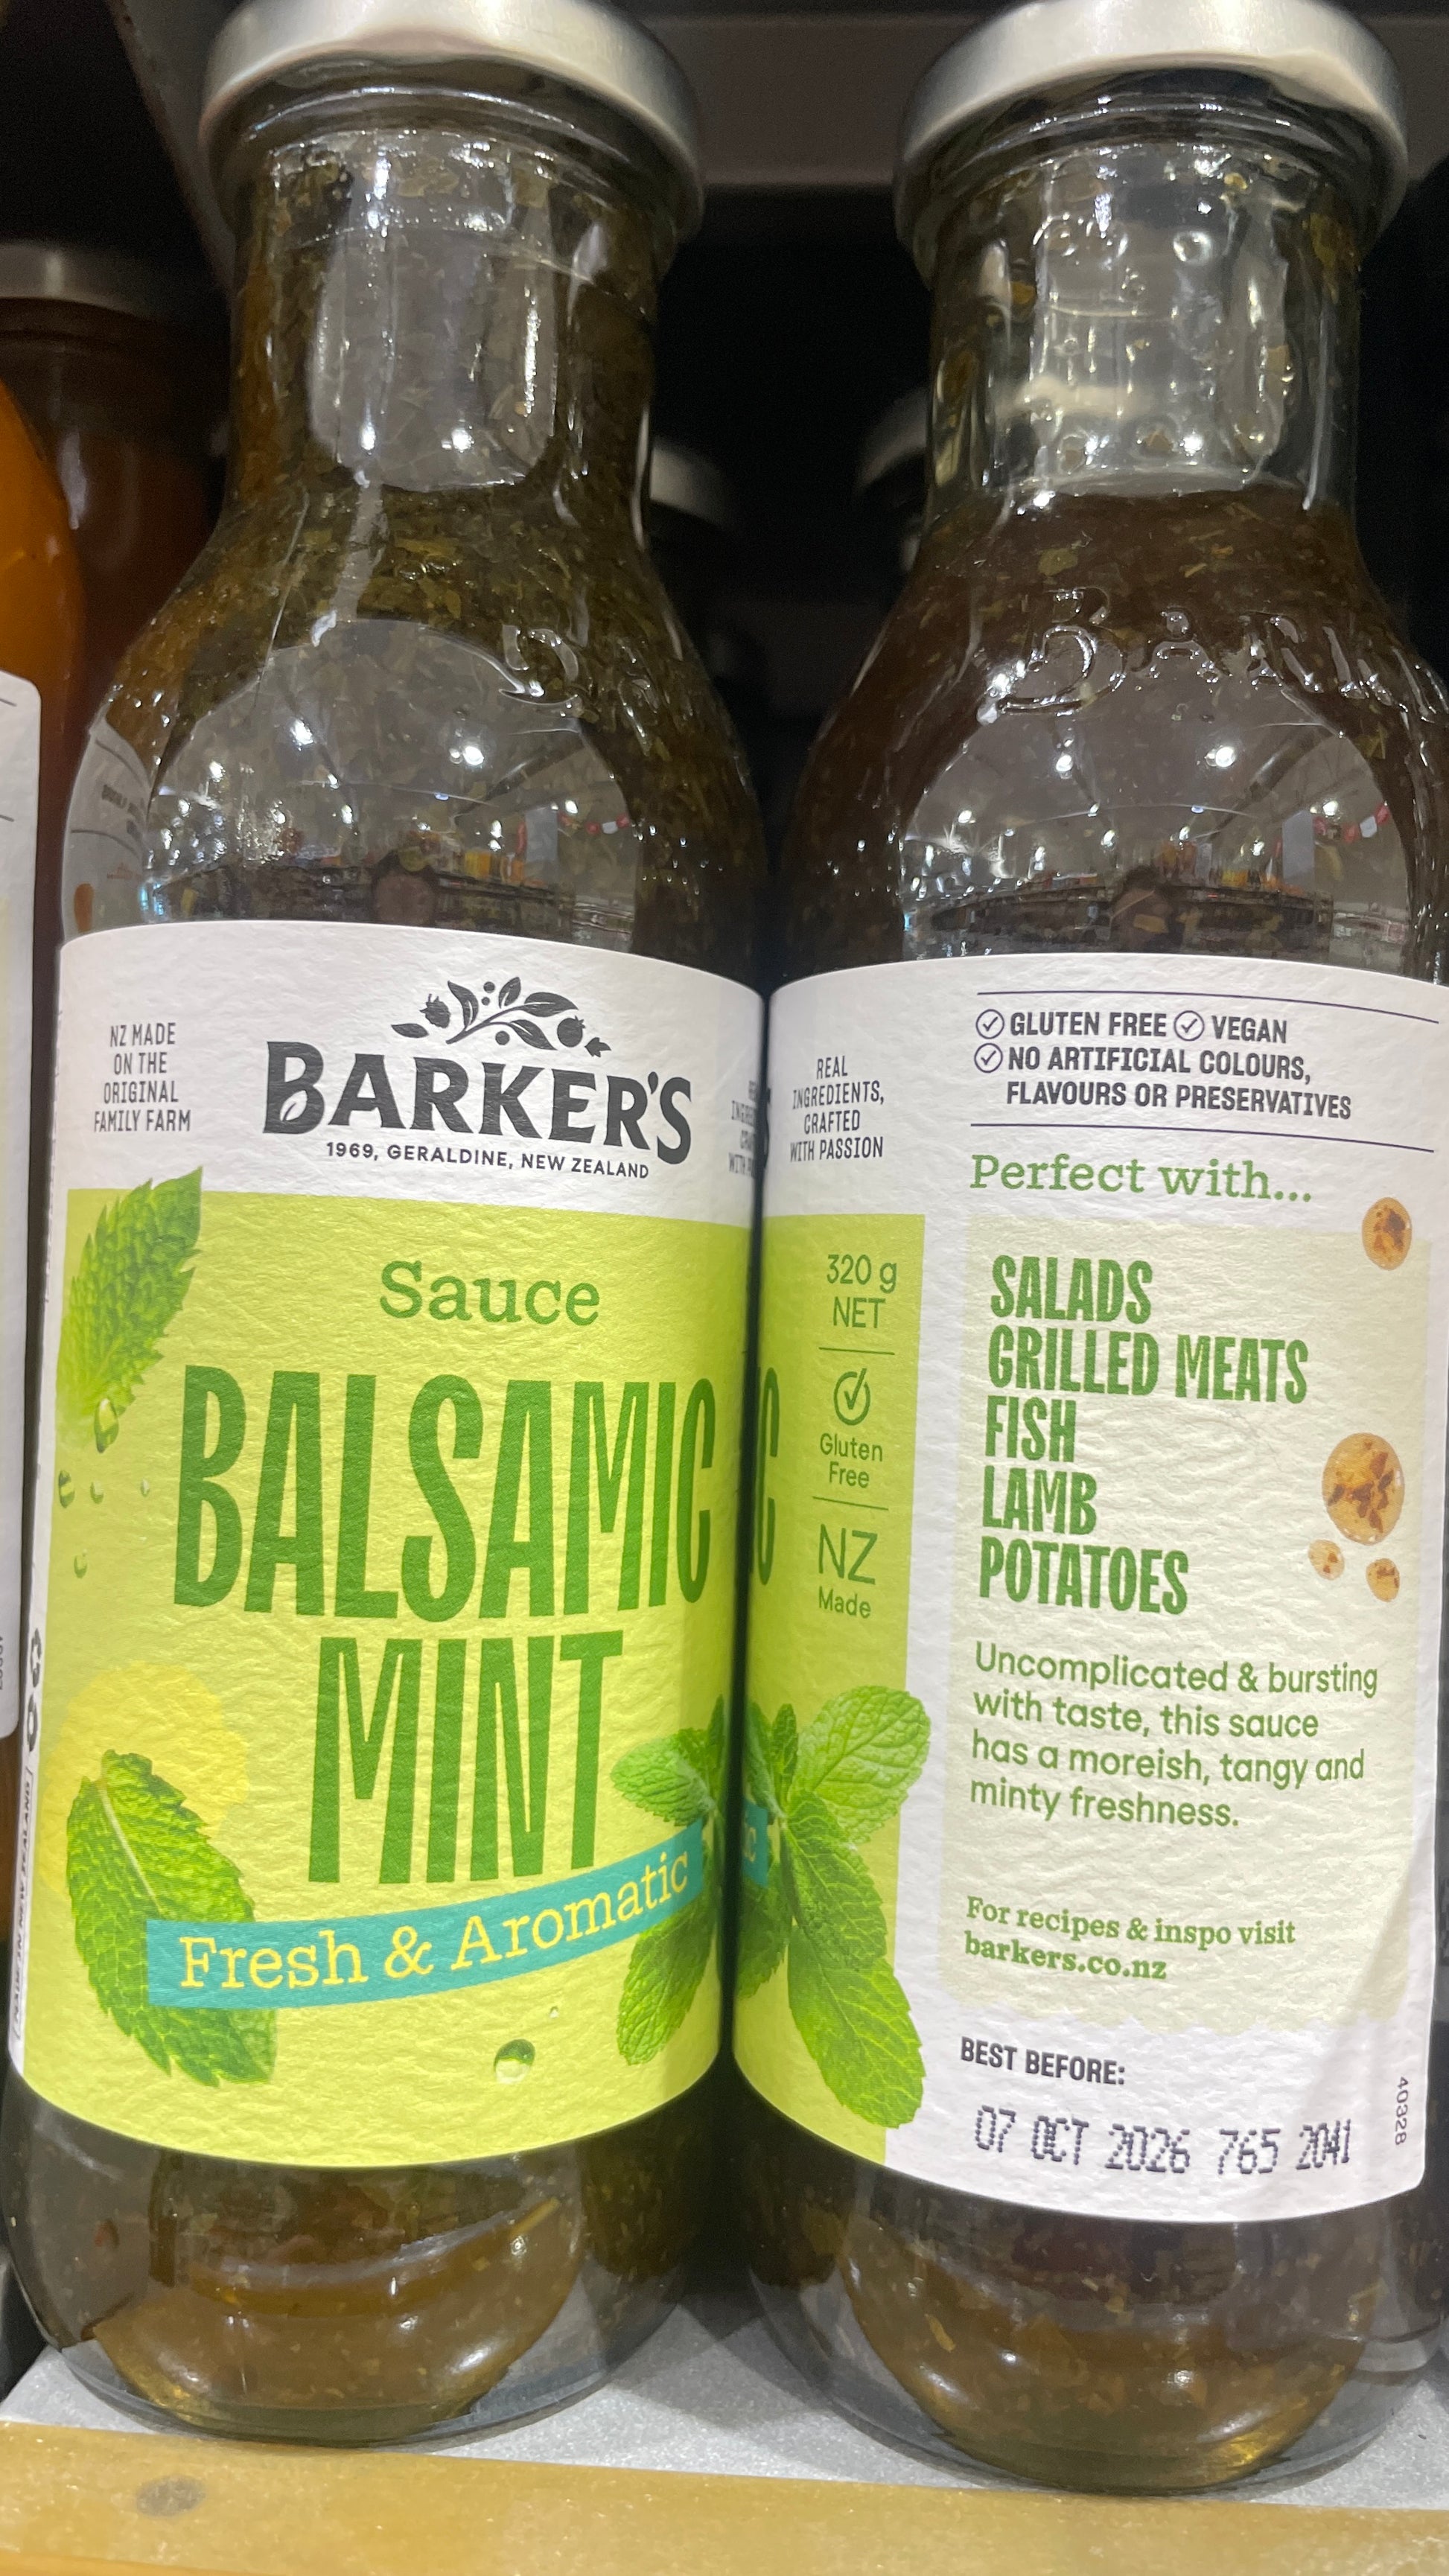 NZ MADE
ON THE
ORIGINAL
FAMILY FARM
BARKER'S
1969, GERALDINE, NEW ZEALAND
Sauce
BALSAMIC
MINT
Fresh & Aromatic
BAR
REAL
INGREDIENTS,
CRAFTED
WITH PASSION
320 g
NET
Gluten
Free
NZ
Made
GLUTEN FREE VEGAN
NO ARTIFICIAL COLOURS,
FLAVOURS OR PRESERVATIVES
Perfect with...
SALADS
GRILLED MEATS
FISH
LAMB
POTATOES
Uncomplicated & bursting
with taste, this sauce
has a moreish, tangy and
minty freshness.
For recipes & inspo visit
barkers.co.nz
BEST BEFORE:
07 OCT 2026 765 2041
40328